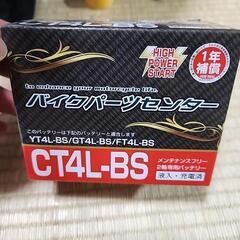 HIGH
POWER
START
1年
補償
to enhance your motorcycle life.
バイクパーツセンター
このバッテリーは下記のバッテリーと適合します
YT4L-BS/GT4L-BS/FT4L-BS
CT4L-BS
メンテナンスフリー
2輪専用バッテリー
液入・充電済